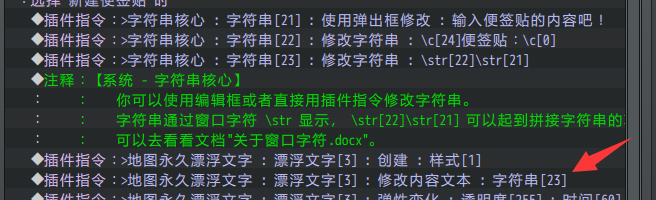 : 选择"新建便签贴"时
◆插件指令：>字符串核心 : 字符串[21] : 使用弹出框修改 : 输入便签贴的内容吧！
◆插件指令：>字符串核心 : 字符串[22] : 修改字符串 : \c[24]便签贴：\c[0]
◆插件指令：>字符串核心 : 字符串[23] : 修改字符串 : \str[22]\str[21]
◆注释：【系统 - 字符串核心】
：    ：    你可以使用编辑框或者直接用插件指令修改字符串。
：    ：    字符串通过窗口字符 \str 显示, \str[22]\str[21] 可以起到拼接字符串的
：    ：    可以去看看文档"关于窗口字符.docx"。
◆插件指令：>地图永久漂浮文字 : 漂浮文字[3] : 创建 : 样式[1]
◆插件指令：>地图永久漂浮文字 : 漂浮文字[3] : 修改内容文本 : 字符串[23]
◆插件指令：>地图永久漂浮文字 : 漂浮文字[3] : 弹性变化 : 透明度[255] : 时间[60]